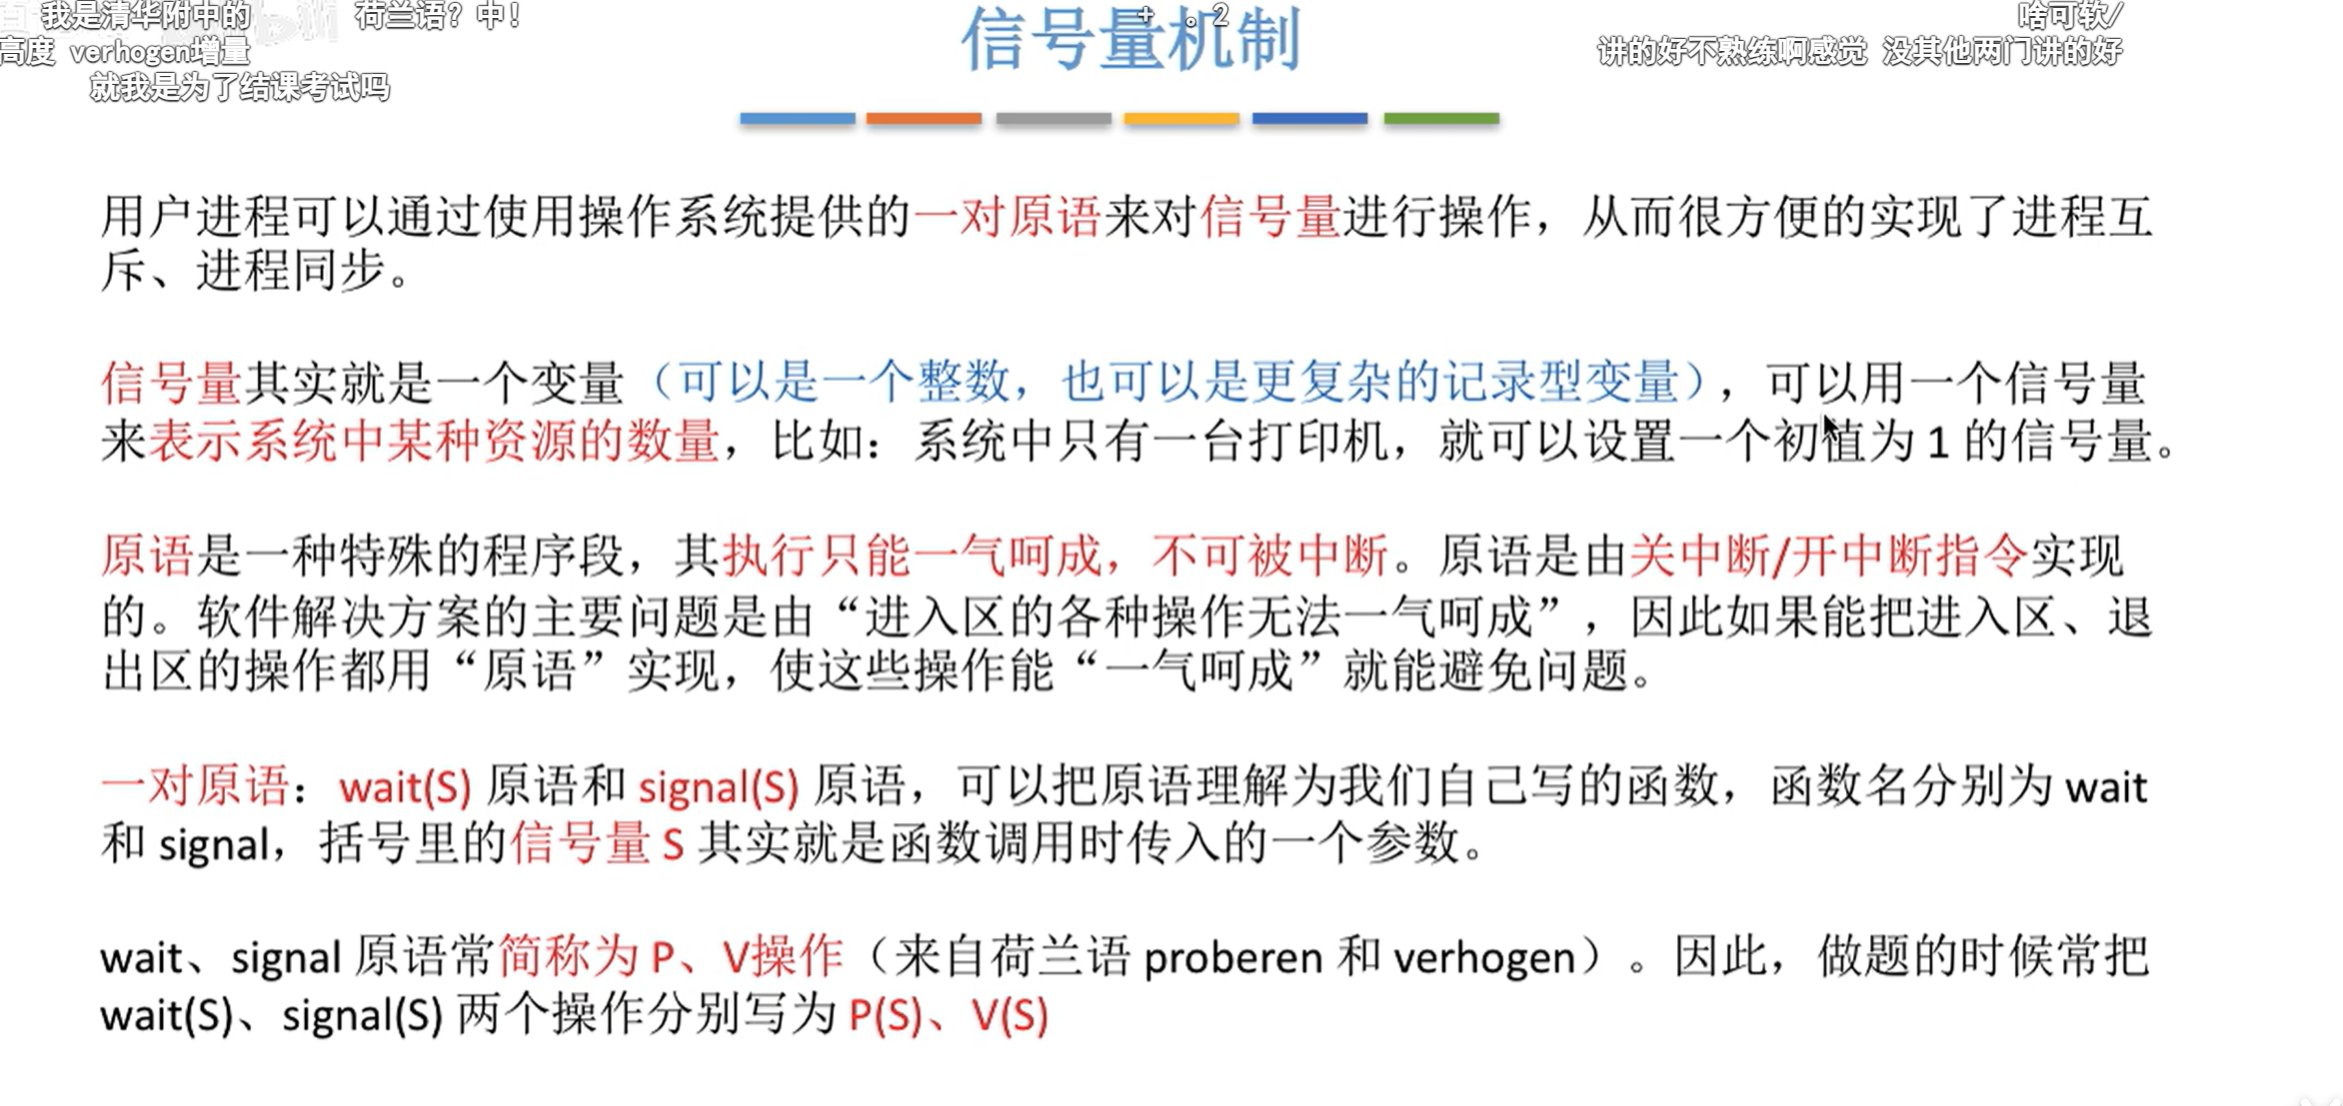 我是清华附中的
荷兰语？中！
高度 verhogen增量
就我是为了结课考试吗
信号量机制
+ 。2
啥可软/
讲的好不熟练啊感觉 没其他两门讲的好
用户进程可以通过使用操作系统提供的一对原语来对信号量进行操作，从而很方便的实现了进程互
斥、进程同步。
信号量其实就是一个变量（可以是一个整数，也可以是更复杂的记录型变量），可以用一个信号量
来表示系统中某种资源的数量，比如：系统中只有一台打印机，就可以设置一个初值为 1 的信号量。
原语是一种特殊的程序段，其执行只能一气呵成，不可被中断。原语是由关中断/开中断指令实现
的。软件解决方案的主要问题是由“进入区的各种操作无法一气呵成”，因此如果能把进入区、退
出区的操作都用“原语”实现，使这些操作能“一气呵成”就能避免问题。
一对原语：wait(S) 原语和 signal(S) 原语，可以把原语理解为我们自己写的函数，函数名分别为 wait
和 signal，括号里的信号量 S 其实就是函数调用时传入的一个参数。
wait、signal 原语常简称为 P、V操作（来自荷兰语 proberen 和 verhogen）。因此，做题的时候常把
wait(S)、signal(S) 两个操作分别写为 P(S)、V(S)